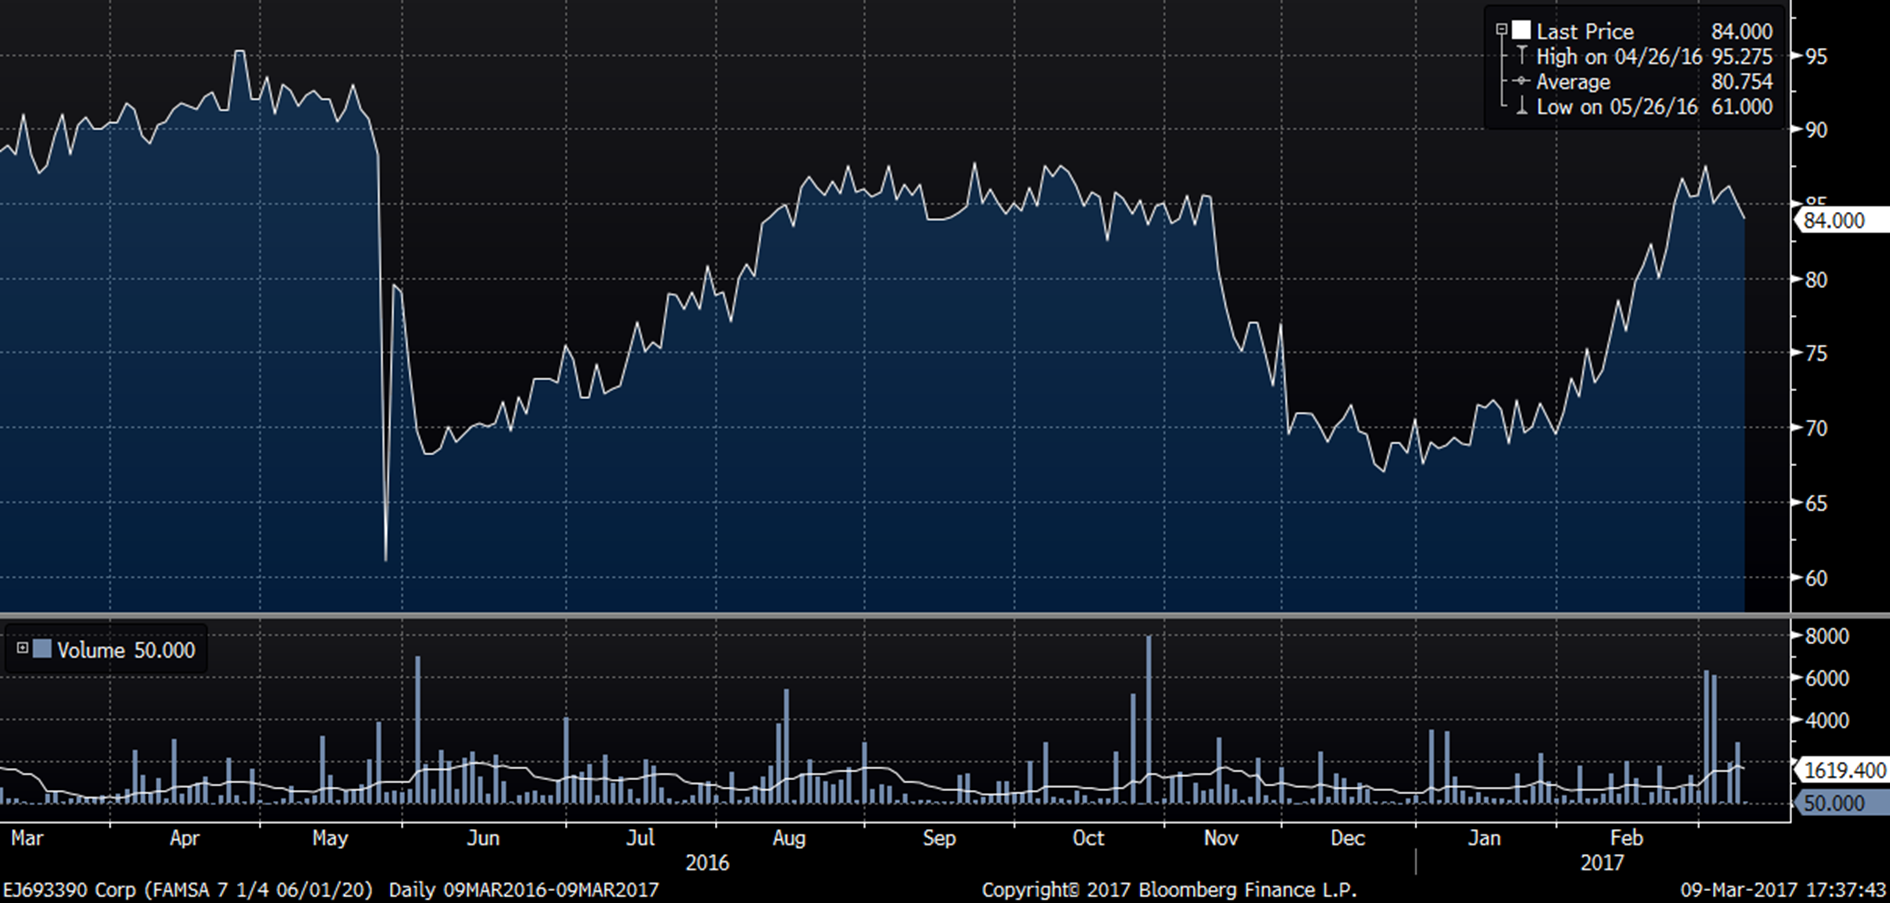 Last Price 84.000
High on 04/26/16 95.275
Average 80.754
Low on 05/26/16 61.000
95
90
85
84.000
80
75
70
65
60
Volume 50.000
8000
6000
4000
1619.400
50.000
Mar Apr May Jun Jul Aug Sep Oct Nov Dec Jan Feb
2016 2017
EJ693390 Corp (FAMSA 7 1/4 06/01/20) Daily 09MAR2016-09MAR2017 Copyright© 2017 Bloomberg Finance L.P. 09-Mar-2017 17:37:43